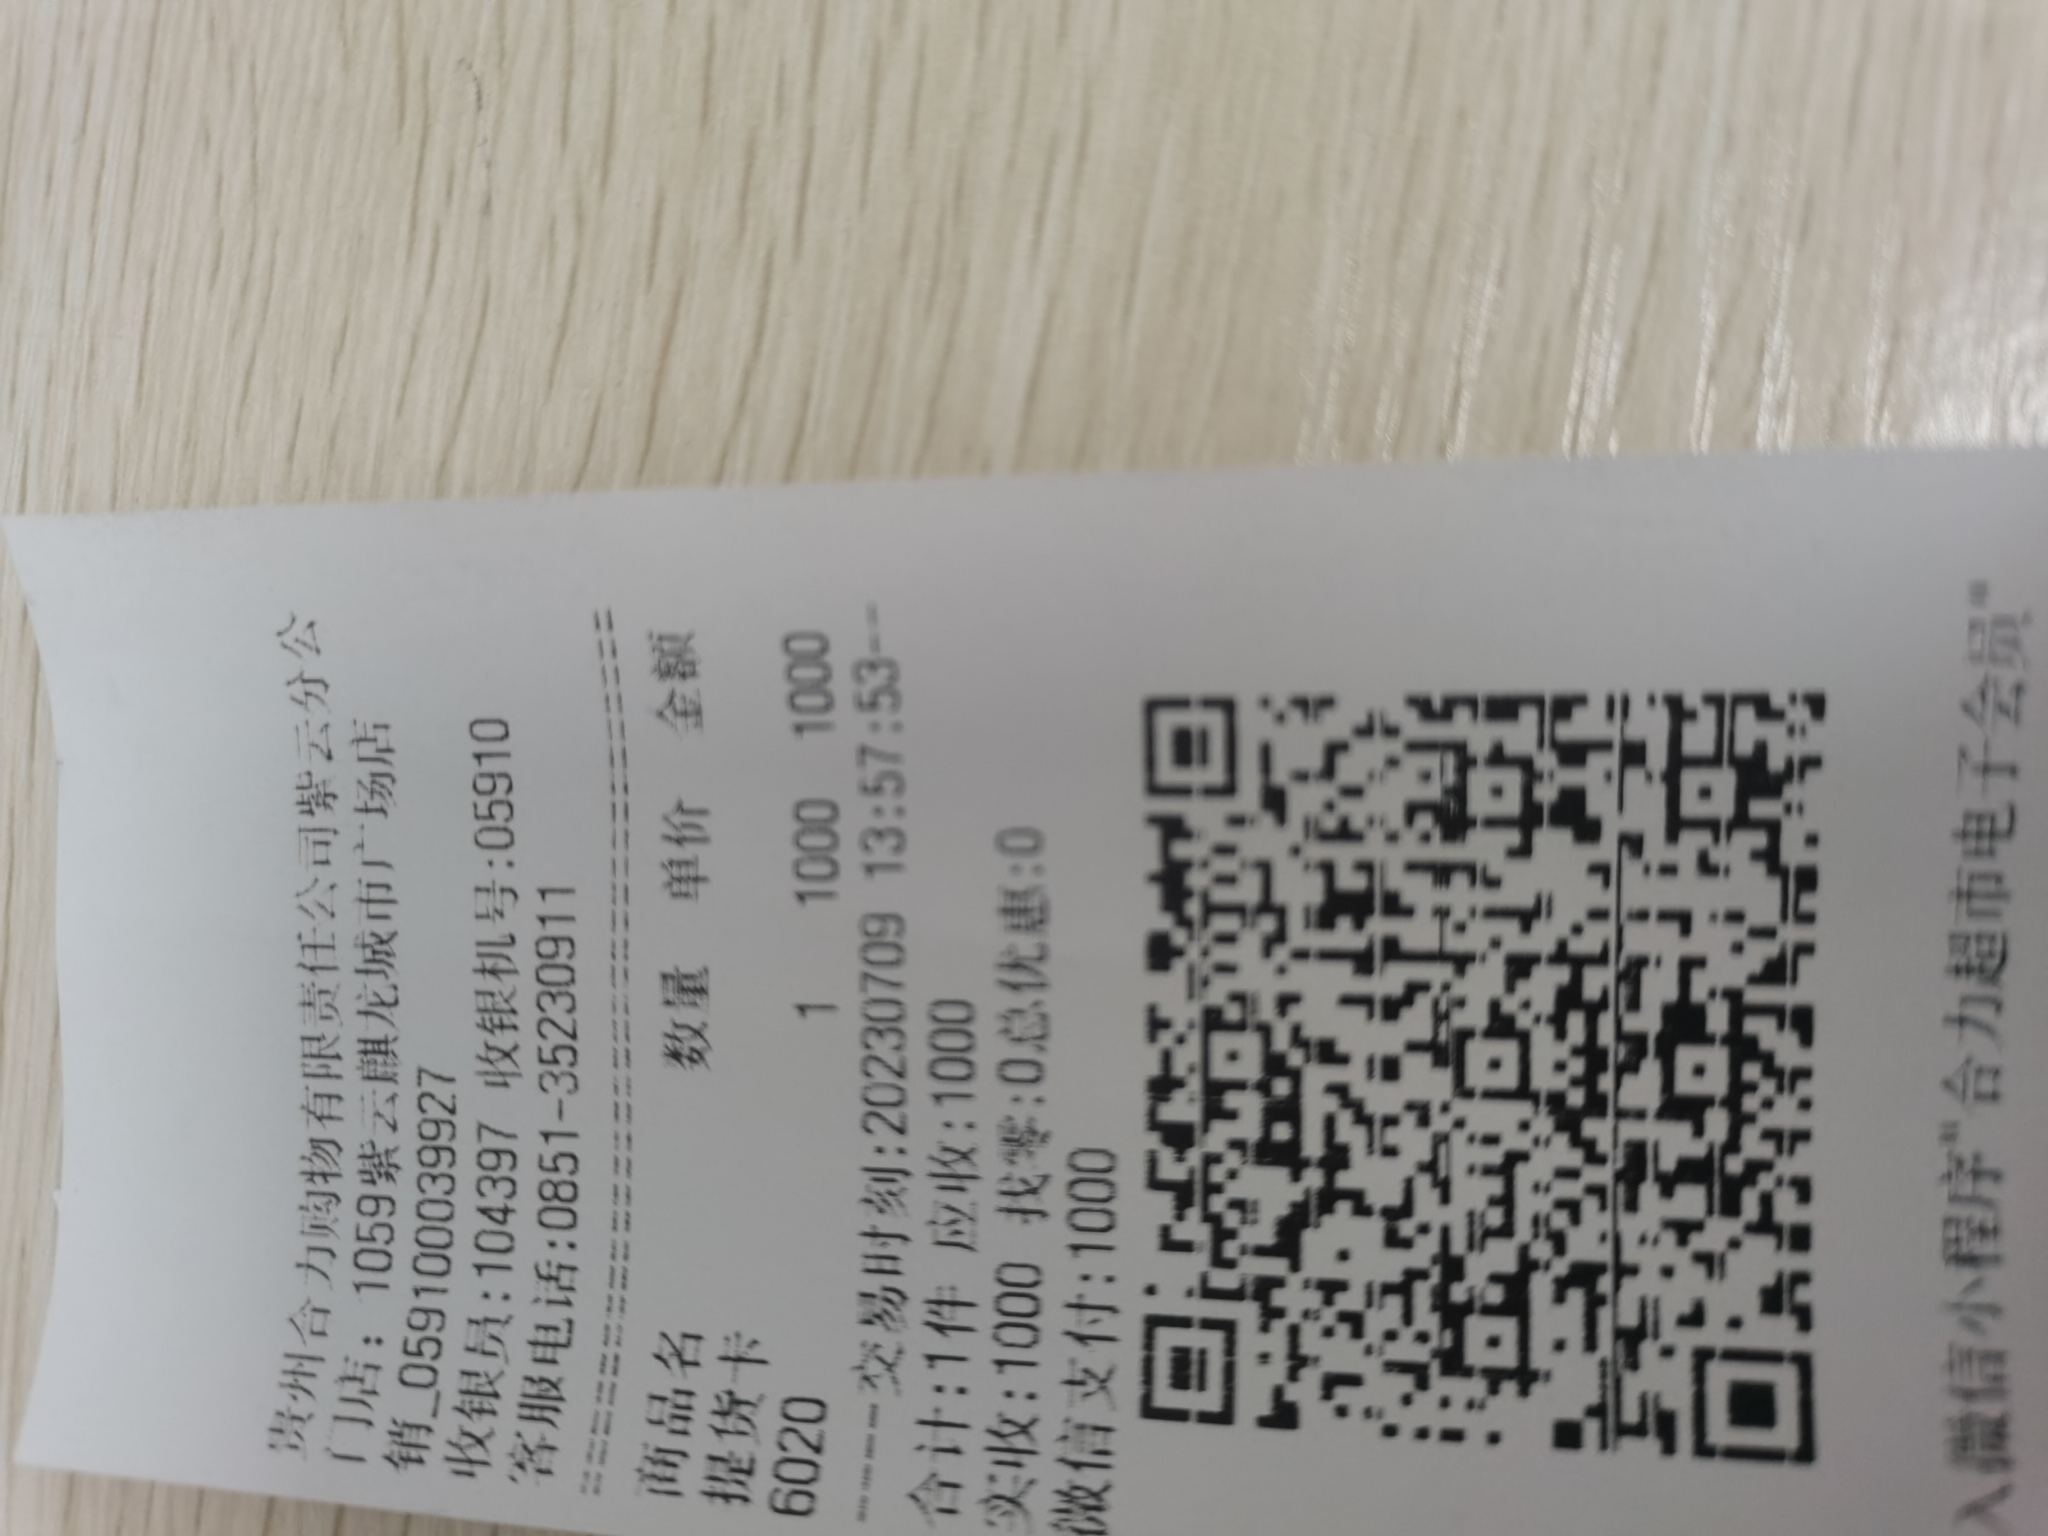 贵州合力购物有限责任公司紫云分公
门店：1059紫云麒龙城市广场店
销_059100039927
收银员:104397 收银机号:05910
客服电话:0851-35230911
商品名 数量 单价 金额
提货卡
6020 1 1000 1000
----交易时刻:20230709 13:57:53--
合计:1件 应收:1000
实收:1000 找零:0总优惠:0
微信支付:1000
入微信小程序"合力超市电子会员"